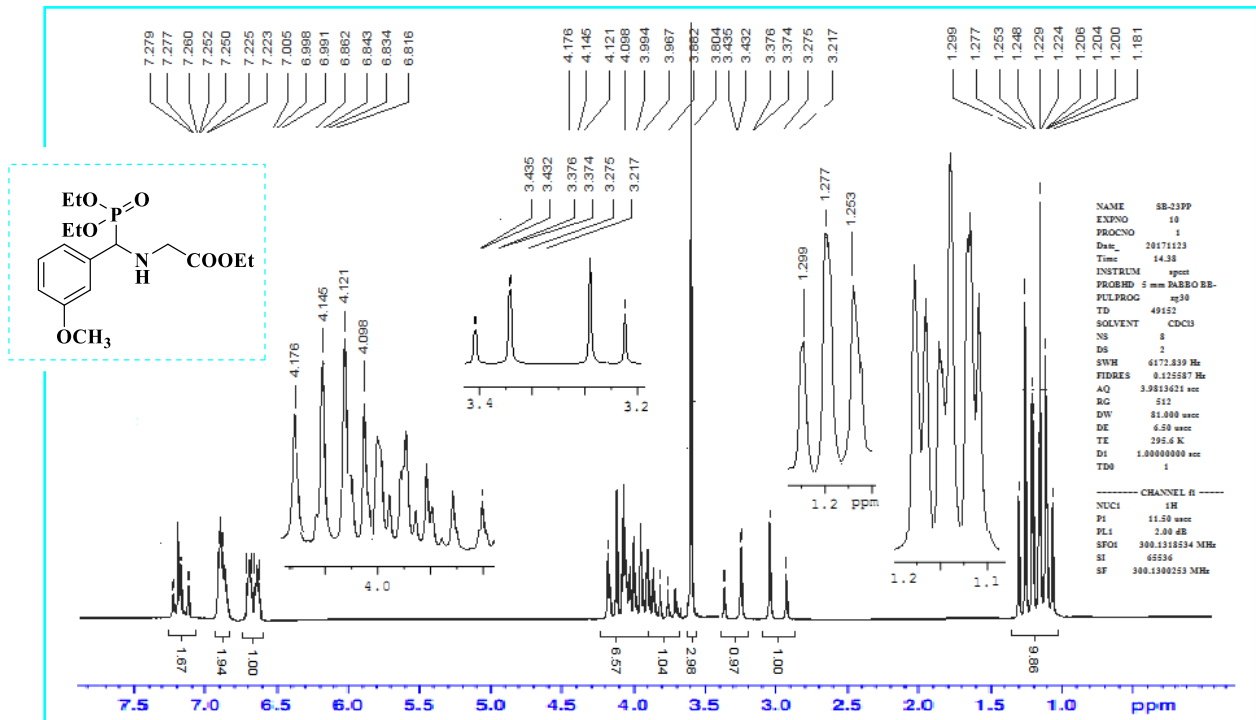 7.279
7.277
7.260
7.252
7.250
7.225
7.223
7.005
6.998
6.991
6.862
6.843
6.834
6.816
4.176
4.145
4.121
4.098
3.994
3.967
3.882
3.804
3.435
3.432
3.376
3.374
3.275
3.217
1.299
1.277
1.253
1.248
1.229
1.224
1.206
1.204
1.200
1.181
EtO
P
O
EtO
N
H
COOEt
OCH3
4.176
4.145
4.121
4.098
4.0
3.435
3.432
3.376
3.374
3.275
3.217
3.4 3.2
1.299
1.277
1.253
1.2 ppm
1.2 1.1
NAME SB-23PP
EXPNO 10
PROCNO 1
Date_ 20171123
Time 14.38
INSTRUM spect
PROBHD 5 mm PABBO BB-
PULPROG zg30
TD 49152
SOLVENT CDCl3
NS 8
DS 2
SWH 6172.839 Hz
FIDRES 0.125587 Hz
AQ 3.9813621 sec
RG 512
DW 81.000 usec
DE 6.50 usec
TE 295.6 K
D1 1.00000000 sec
TD0 1
-------- CHANNEL f1 -----
NUC1 1H
P1 11.50 usec
PL1 2.00 dB
SFO1 300.1318534 MHz
SI 65536
SF 300.1300253 MHz
1.67
1.94
1.00
6.57
1.04
2.98
0.97
1.00
9.86
7.5 7.0 6.5 6.0 5.5 5.0 4.5 4.0 3.5 3.0 2.5 2.0 1.5 1.0 ppm